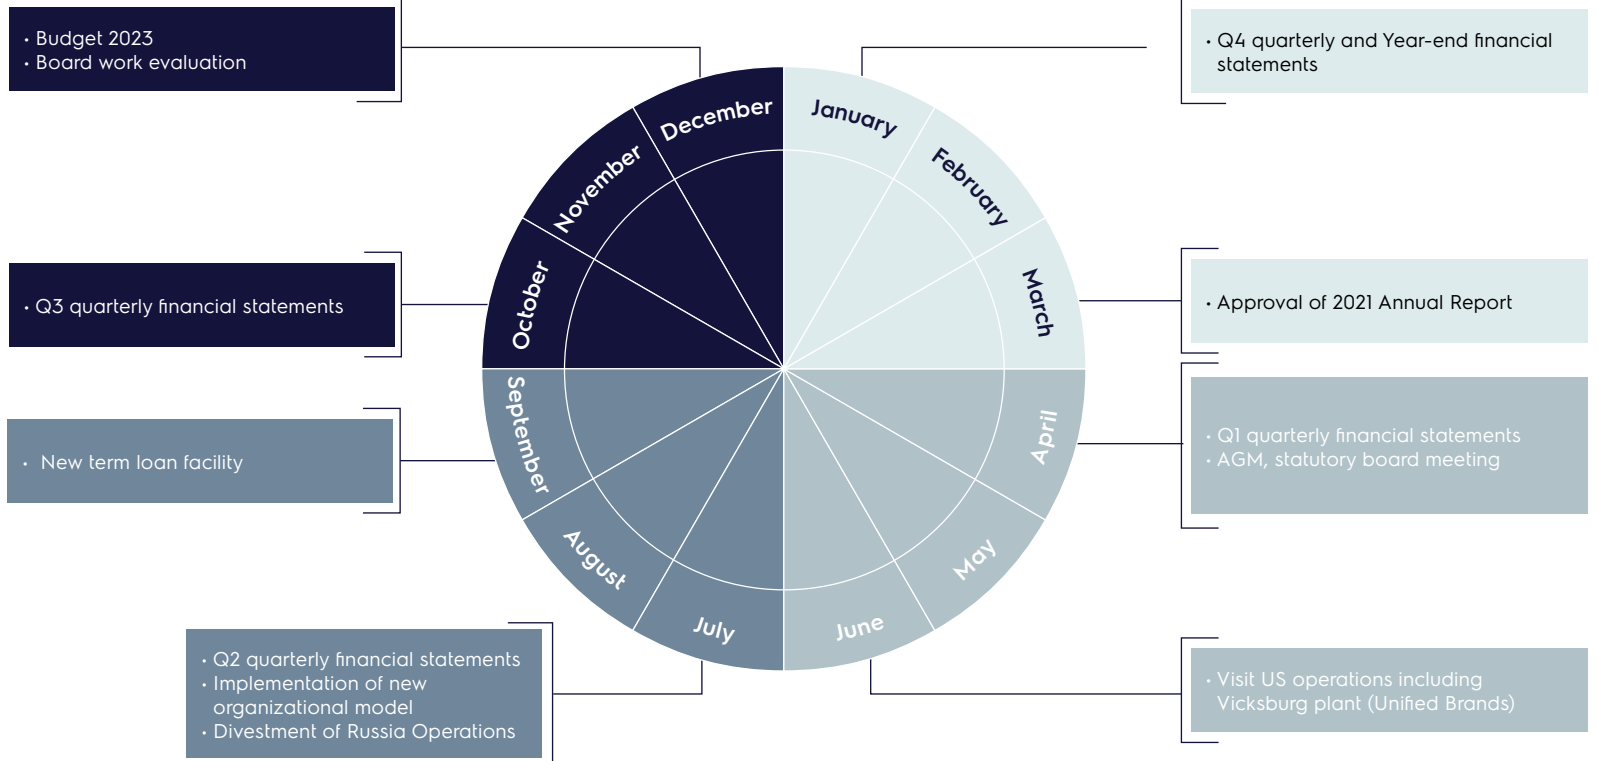 · Budget 2023
· Board work evaluation
· Q4 quarterly and Year-end financial
statements
December
January
November
February
October
March
· Q3 quarterly financial statements
· Approval of 2021 Annual Report
September
April
· New term loan facility
· Q1 quarterly financial statements
· AGM, statutory board meeting
August
May
July
June
· Q2 quarterly financial statements
· Implementation of new
organizational model
· Divestment of Russia Operations
· Visit US operations including
Vicksburg plant (Unified Brands)